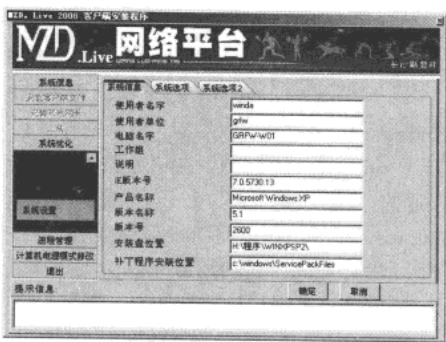 MZD. Live 2008 客户端安装程序
MZD.Live 网络平台
系统信息
系统优化
系统设置
进程管理
计算机电源模式修改
退出
系统信息 系统选项 系统选项2
使用者名字 winda
使用者单位 grfw
电脑名字 GRFW-W01
工作组
说明
IE版本号 7.0.5730.13
产品名称 Microsoft Windows XP
版本名称 5.1
版本号 2600
安装盘位置 H:\程序\WINXPSP2\
补丁程序安装位置 c:\windows\ServicePackFiles
提示信息
确定 取消